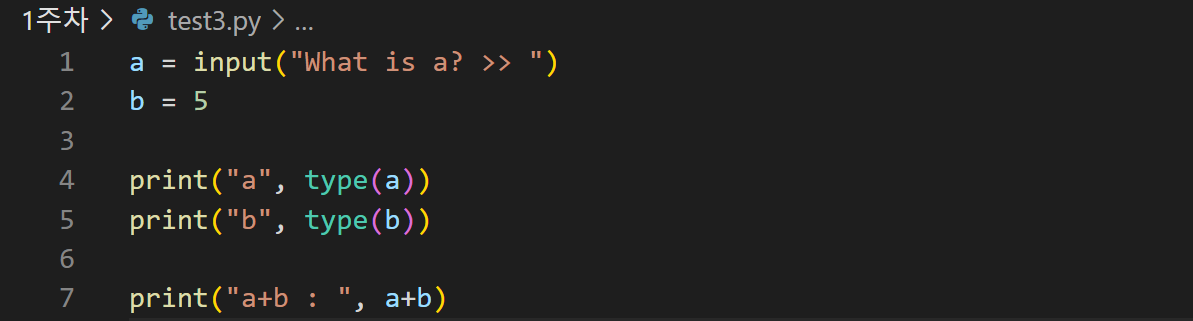 1주차 > test3.py > ...
1 a = input("What is a? >> ")
2 b = 5
3
4 print("a", type(a))
5 print("b", type(b))
6
7 print("a+b : ", a+b)